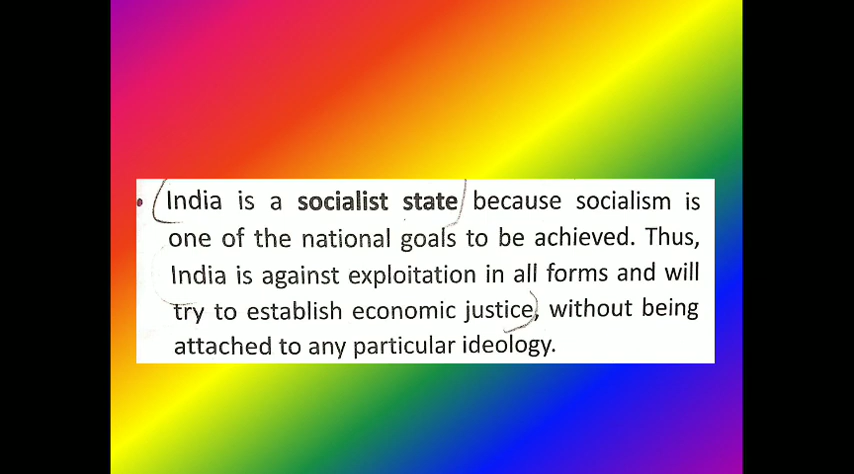 • India is a socialist state because socialism is
one of the national goals to be achieved. Thus,
India is against exploitation in all forms and will
try to establish economic justice, without being
attached to any particular ideology.